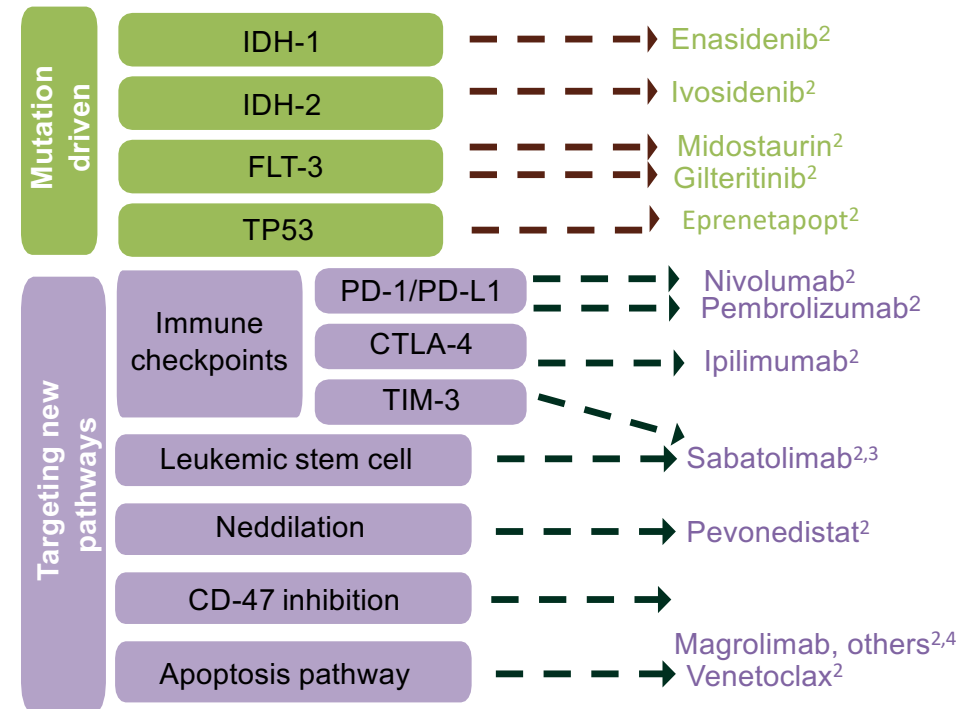 Mutation
driven
IDH-1
Enasidenib²
IDH-2
Ivosidenib²
FLT-3
Midostaurin²
Gilteritinib²
TP53
Eprenetapopt²
Targeting new
pathways
Immune
checkpoints
PD-1/PD-L1
Nivolumab²
Pembrolizumab²
CTLA-4
Ipilimumab²
TIM-3
Leukemic stem cell
Sabatolimab²,³
Neddilation
Pevonedistat²
CD-47 inhibition
Magrolimab, others²,⁴
Apoptosis pathway
Venetoclax²